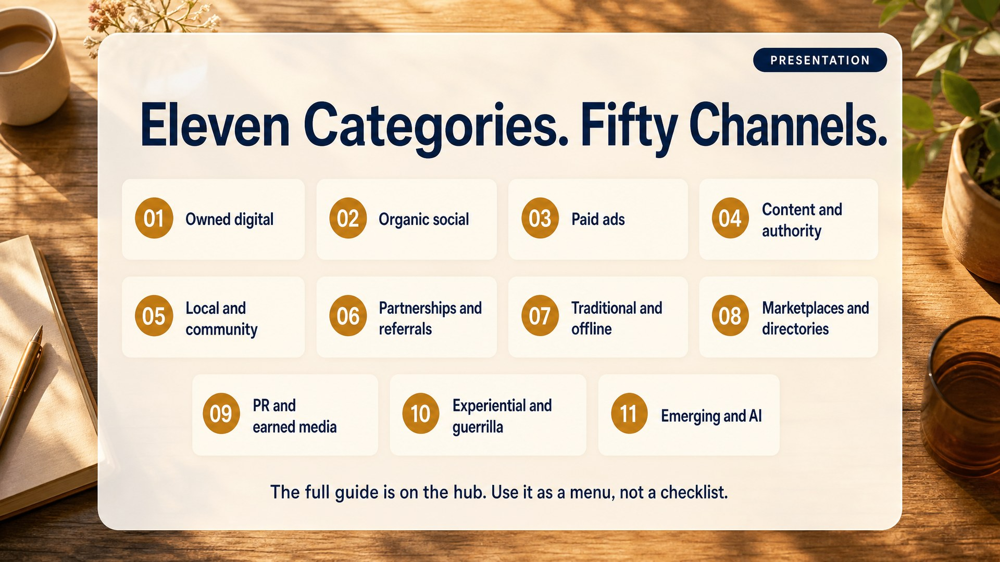 PRESENTATION
Eleven Categories. Fifty Channels.
01 Owned digital
02 Organic social
03 Paid ads
04 Content and
authority
05 Local and
community
06 Partnerships and
referrals
07 Traditional and
offline
08 Marketplaces and
directories
09 PR and
earned media
10 Experiential and
guerrilla
11 Emerging and AI
The full guide is on the hub. Use it as a menu, not a checklist.